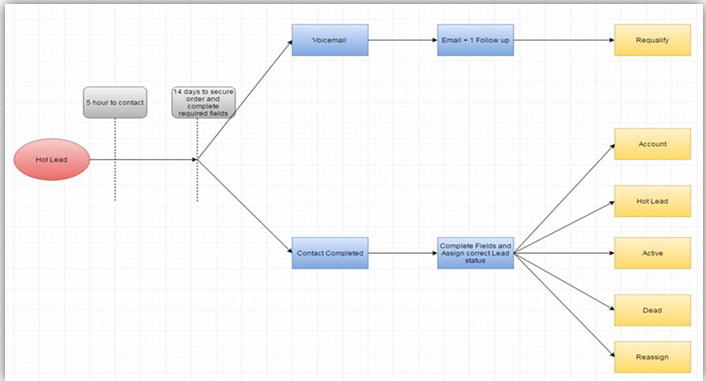 Voicemail
Email + 1 Follow up
Requalify
5 hour to contact
14 days to secure
order and
complete
required fields
Hot Lead
Account
Hot Lead
Contact Completed
Complete Fields and
Assign correct Lead
status
Active
Dead
Reassign